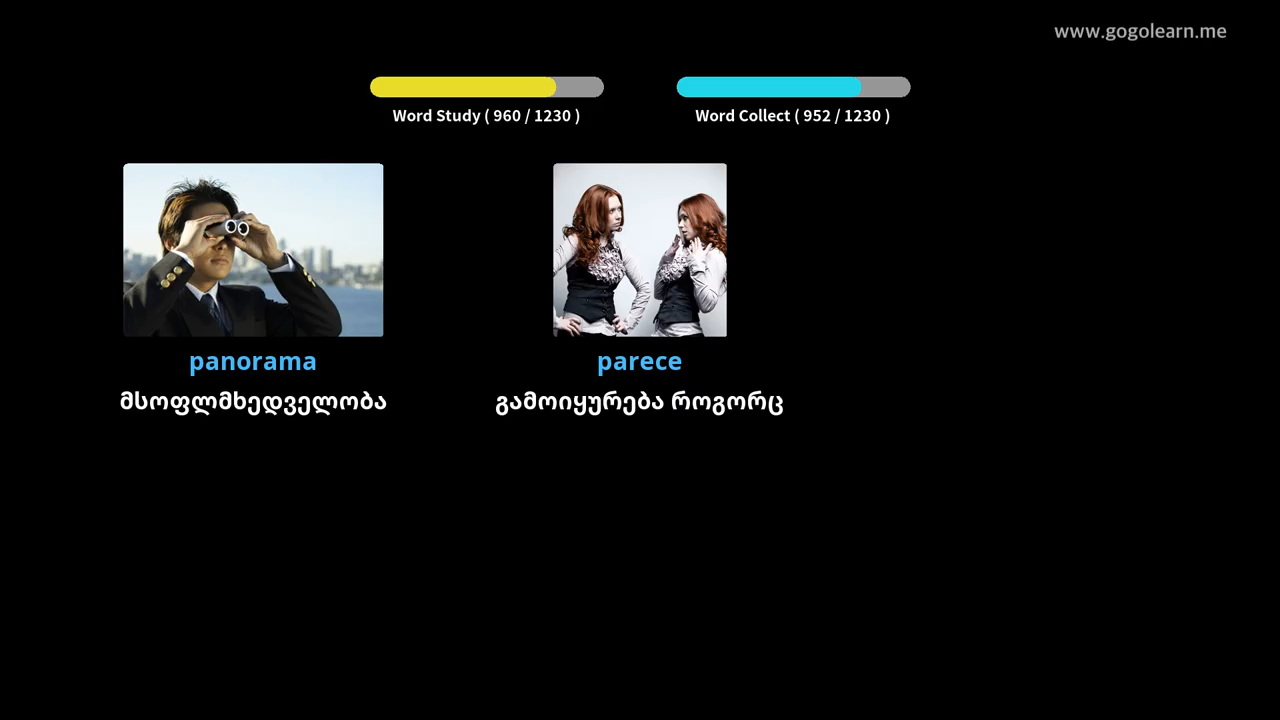 www.gogolearn.me
Word Study ( 960 / 1230 )
Word Collect ( 952 / 1230 )
panorama
parece
მსოფლმხედველობა
გამოიყურება როგორც